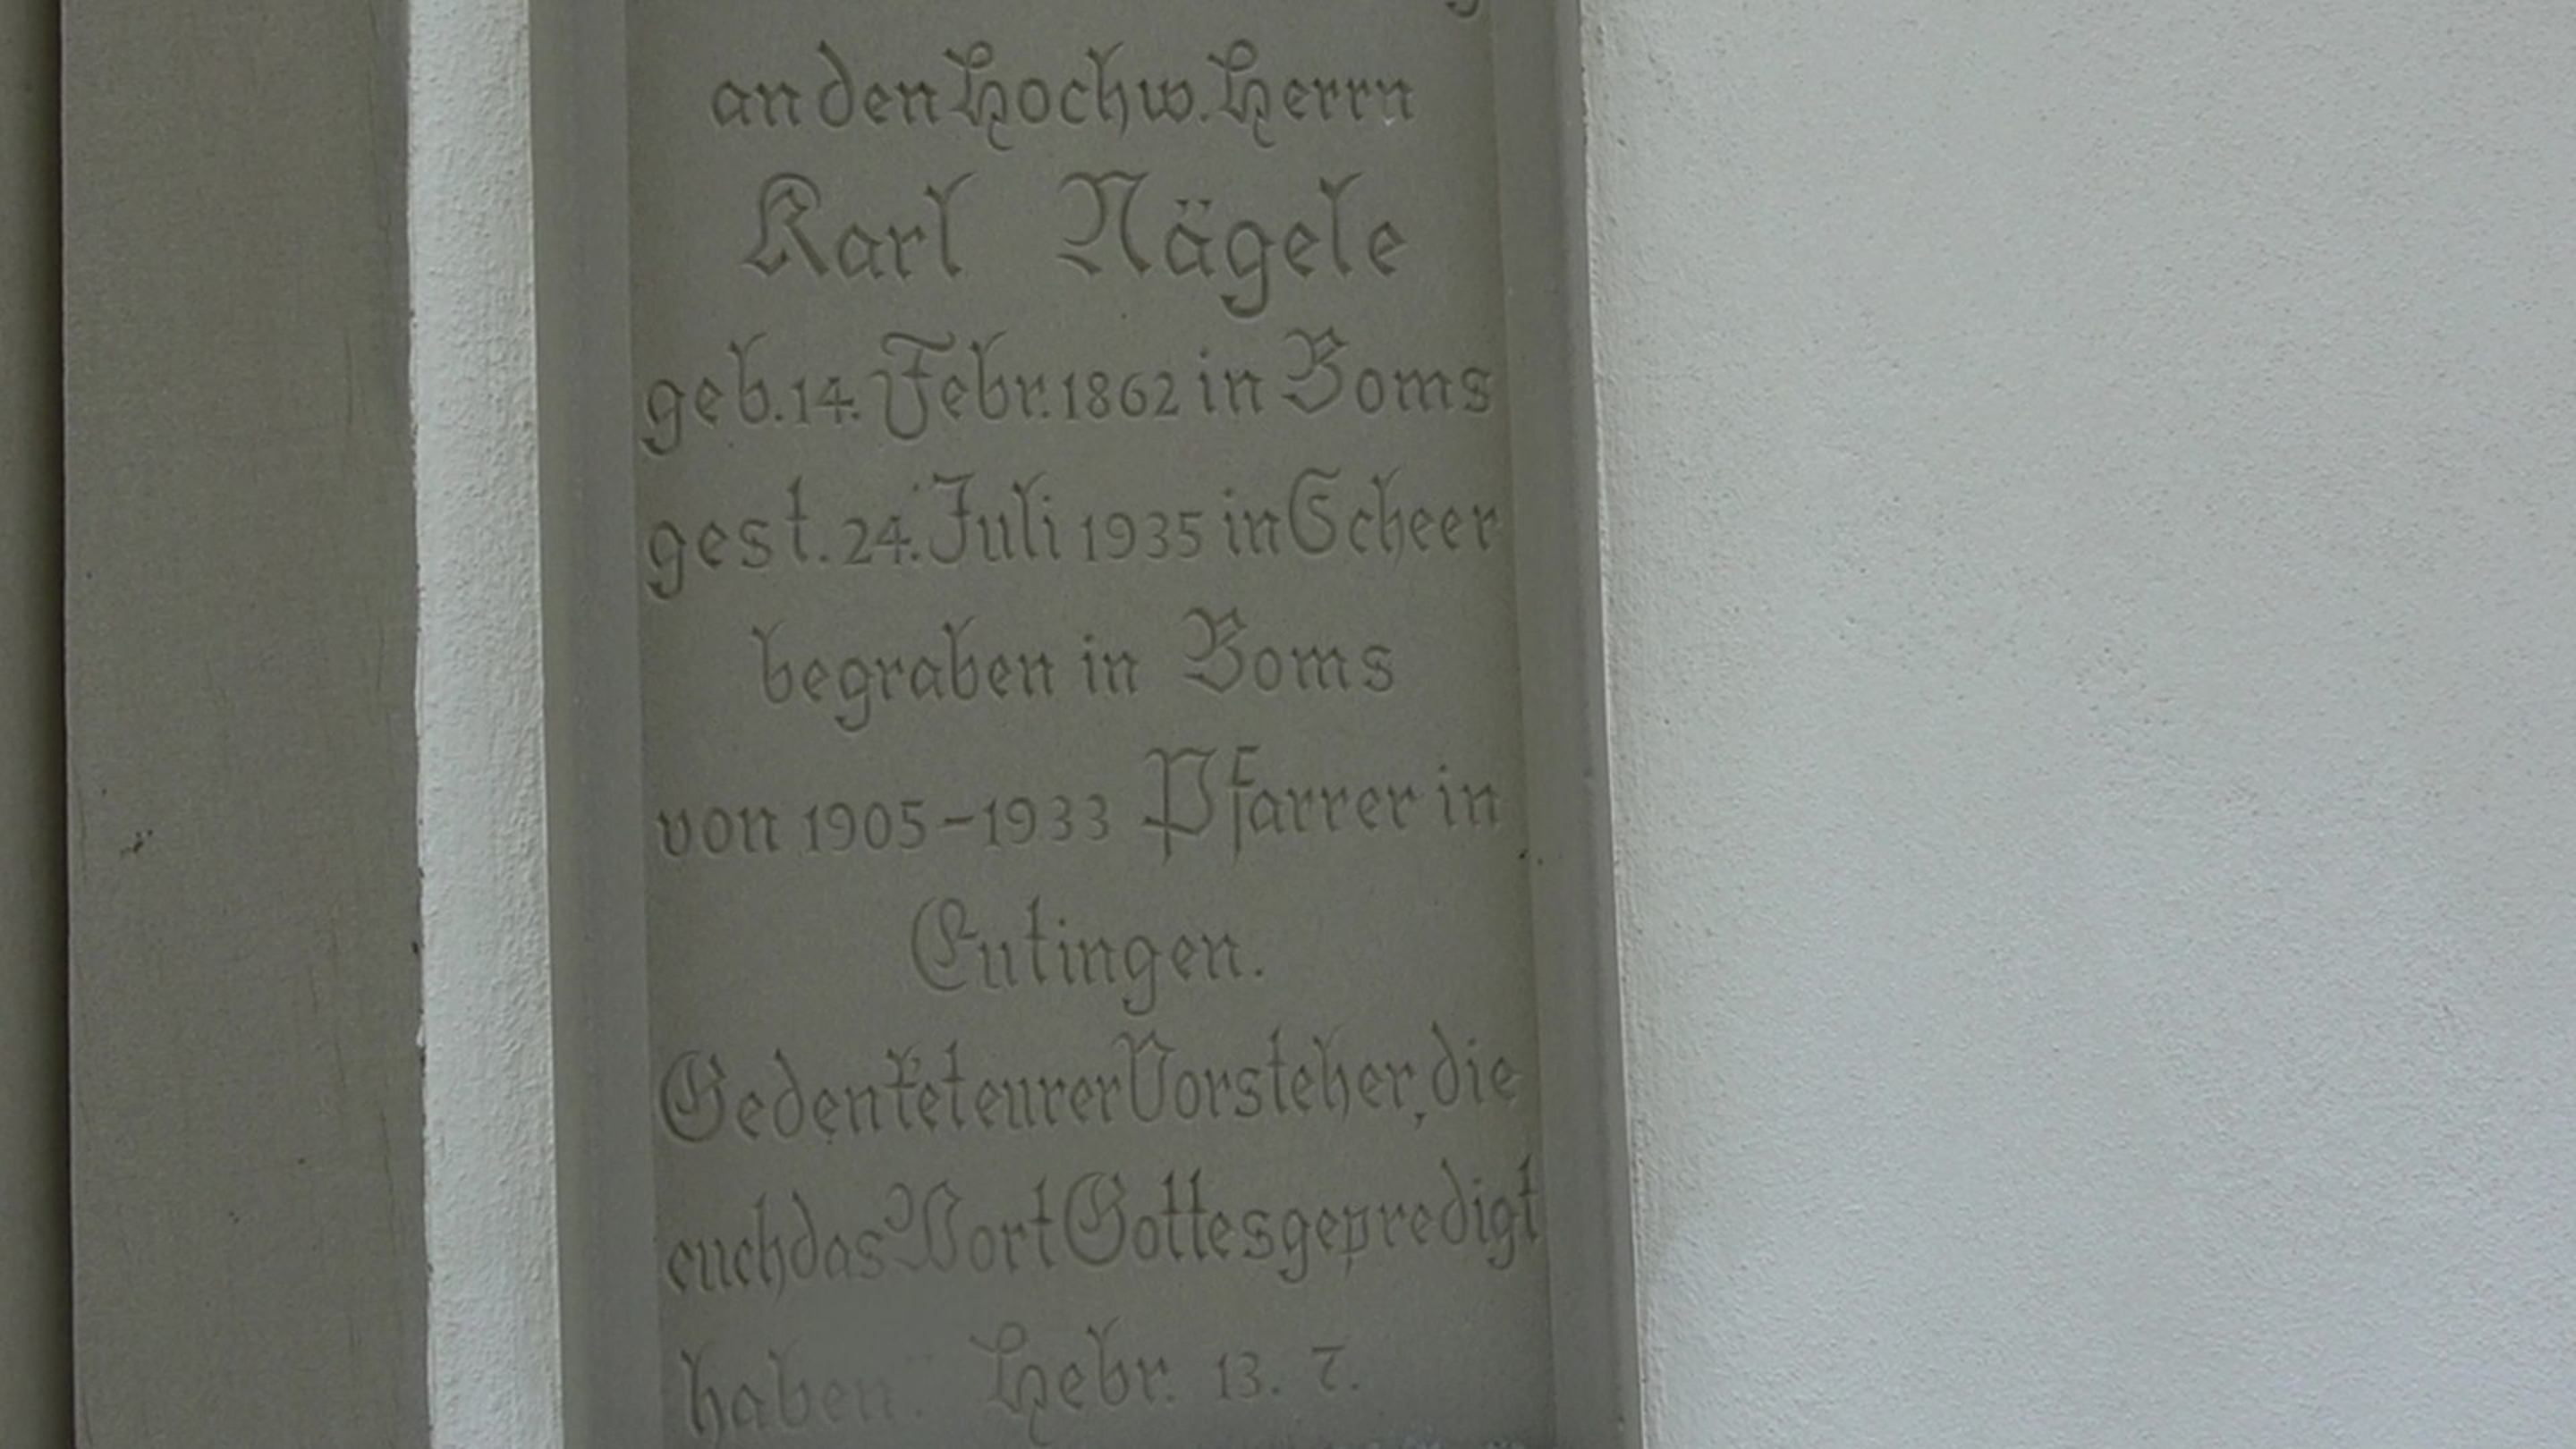 an den Hochw. Herrn
Karl Nägele
geb. 14. Febr. 1862 in Boms
gest. 24. Juli 1935 in Scheer
begraben in Boms
von 1905-1933 Pfarrer in
Eutingen.
Gedenket eurer Vorsteher, die
euch das Wort Gottes gepredigt
haben. Hebr. 13. 7.